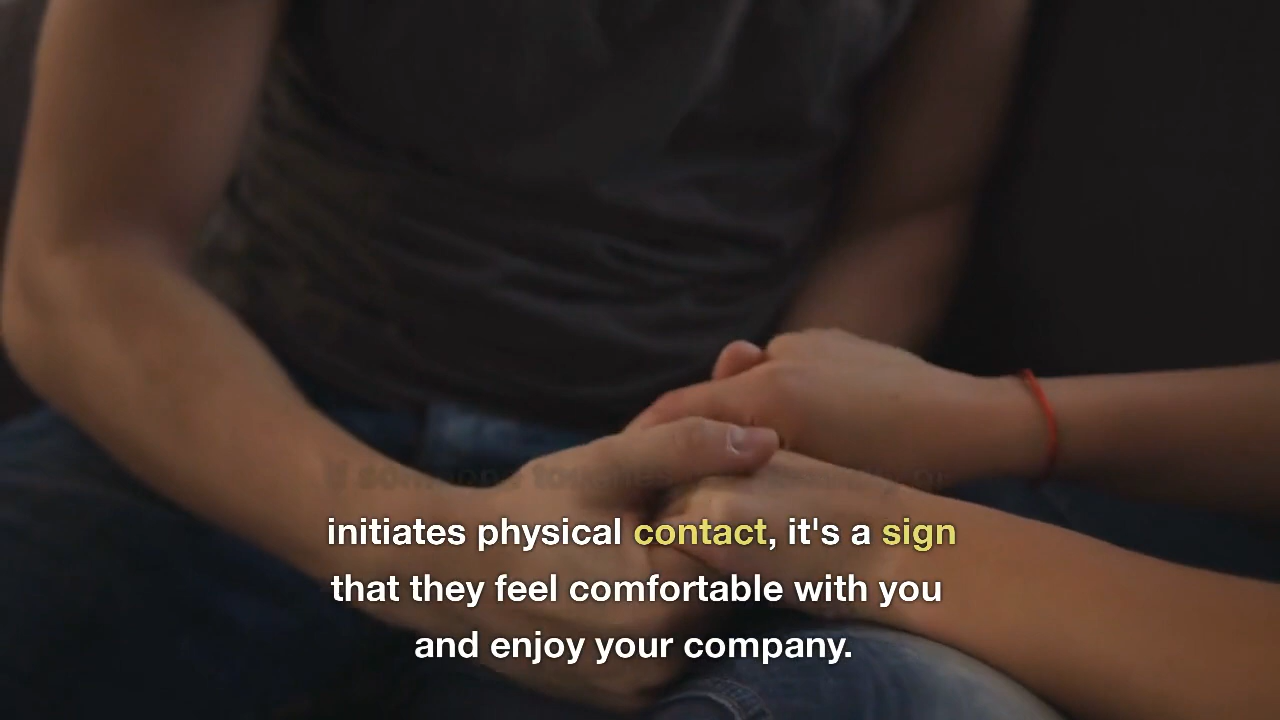 initiates physical contact, it's a sign
that they feel comfortable with you
and enjoy your company.